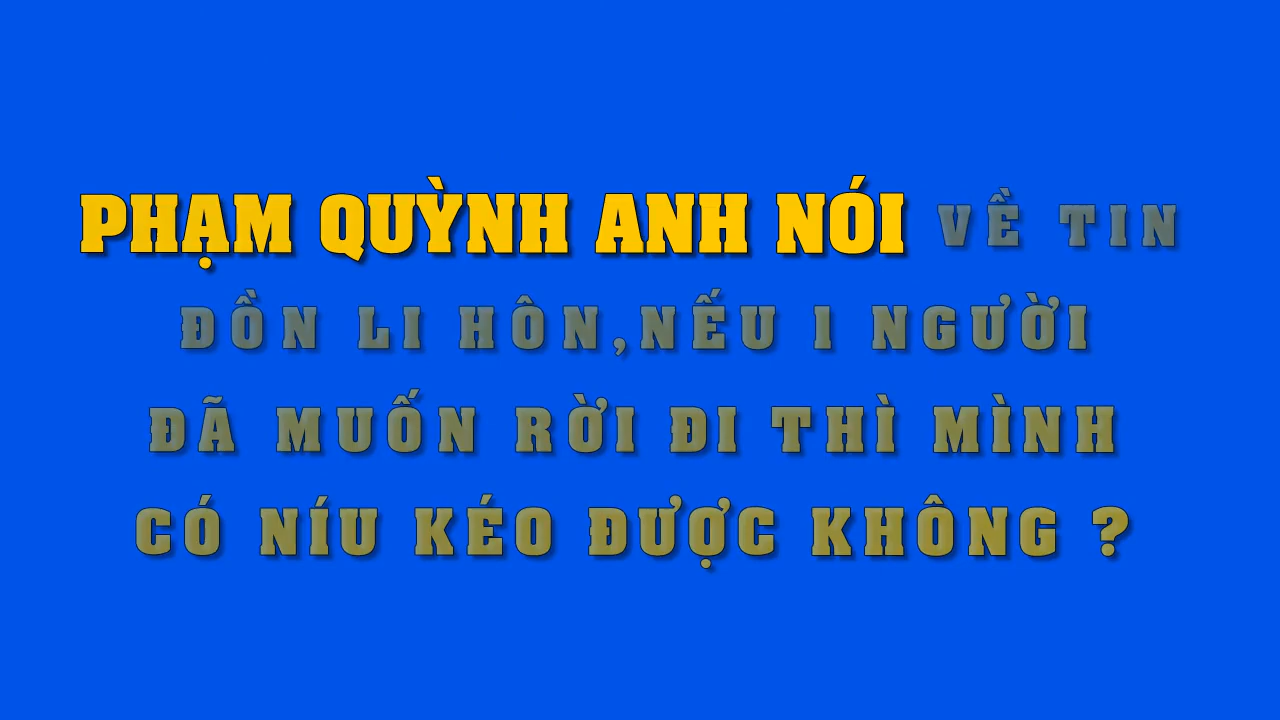 PHẠM QUỲNH ANH NÓI VỀ TIN
ĐỒN LI HÔN,NẾU 1 NGƯỜI
ĐÃ MUỐN RỜI ĐI THÌ MÌNH
CÓ NÍU KÉO ĐƯỢC KHÔNG ?